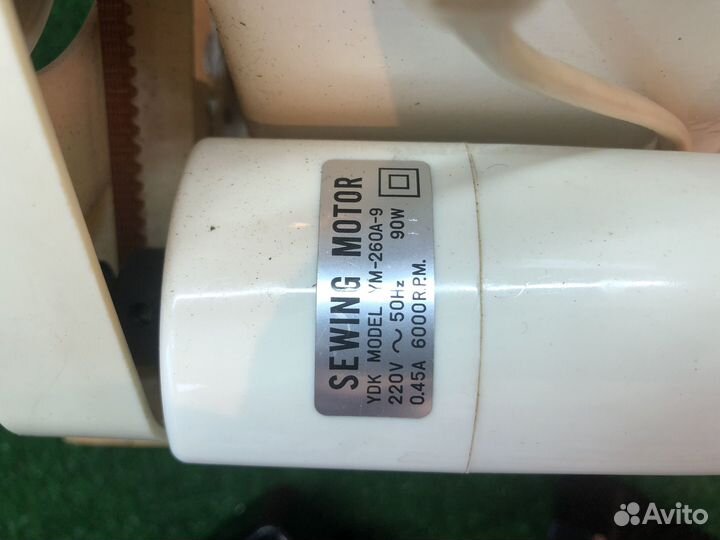 SEWING MOTOR
YDK MODEL YM-260A-9
220V ~ 50Hz 90W
0.45A 6000R.P.M.
Avito